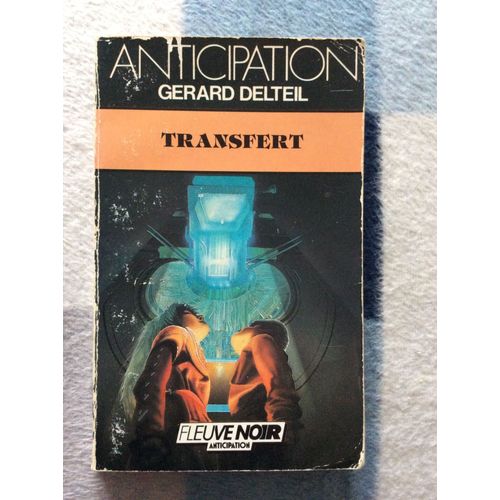 ANTICIPATION
GERARD DELTEIL
TRANSFERT
FLEUVE NOIR
ANTICIPATION